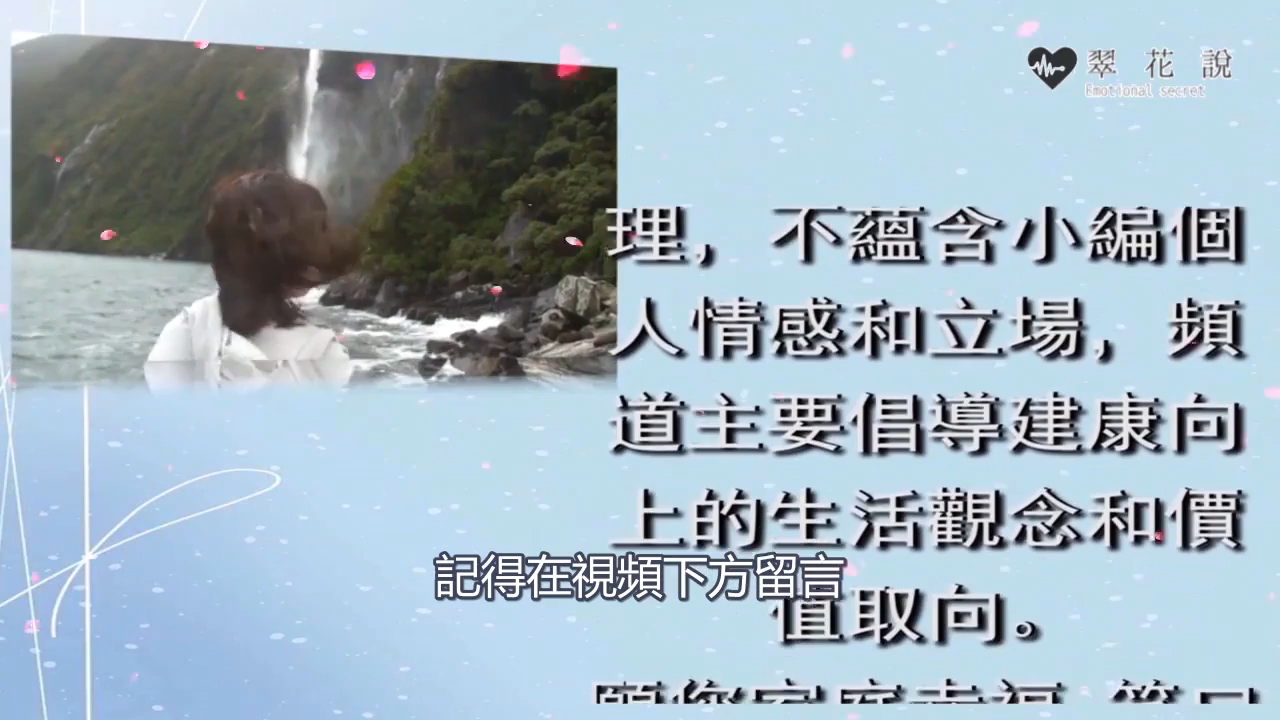 翠花說
Emotional secret
理，不蘊含小編個
人情感和立場，頻
道主要倡導建康向
上的生活觀念和價
值取向。
記得在視頻下方留言